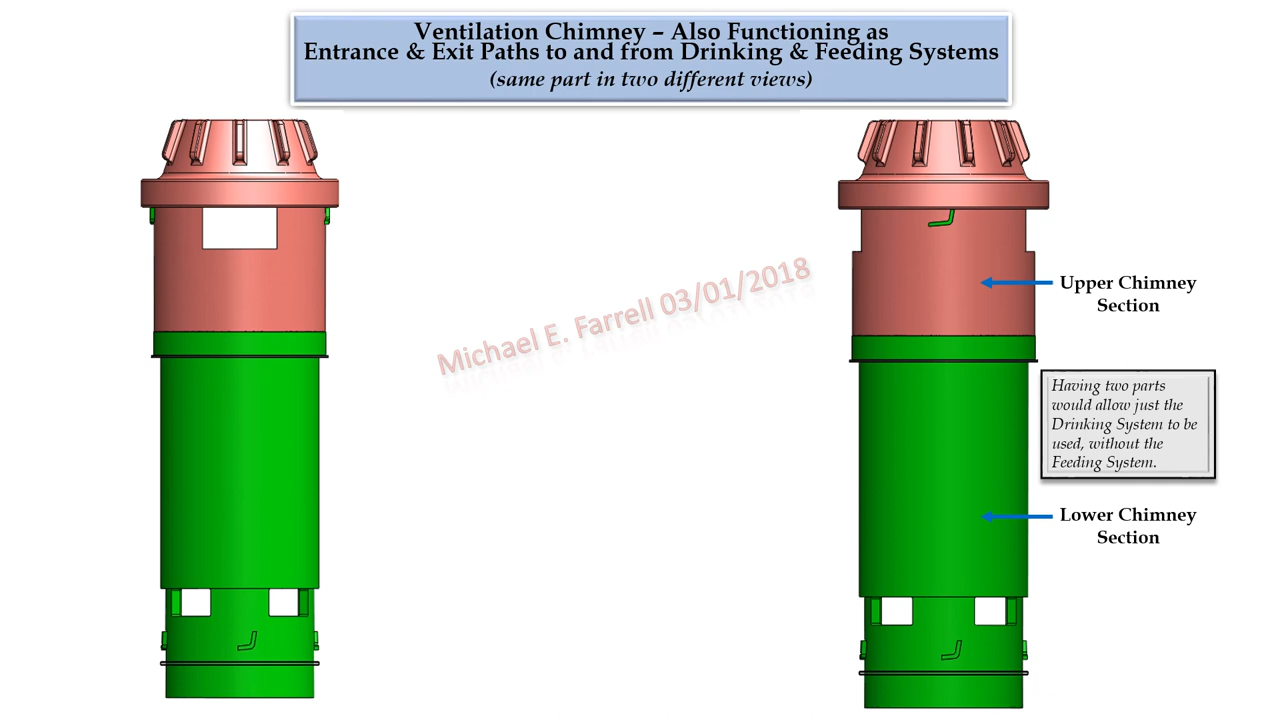 Ventilation Chimney – Also Functioning as
Entrance & Exit Paths to and from Drinking & Feeding Systems
(same part in two different views)
Michael E. Farrell 03/01/2018
Upper Chimney
Section
Having two parts
would allow just the
Drinking System to be
used, without the
Feeding System.
Lower Chimney
Section